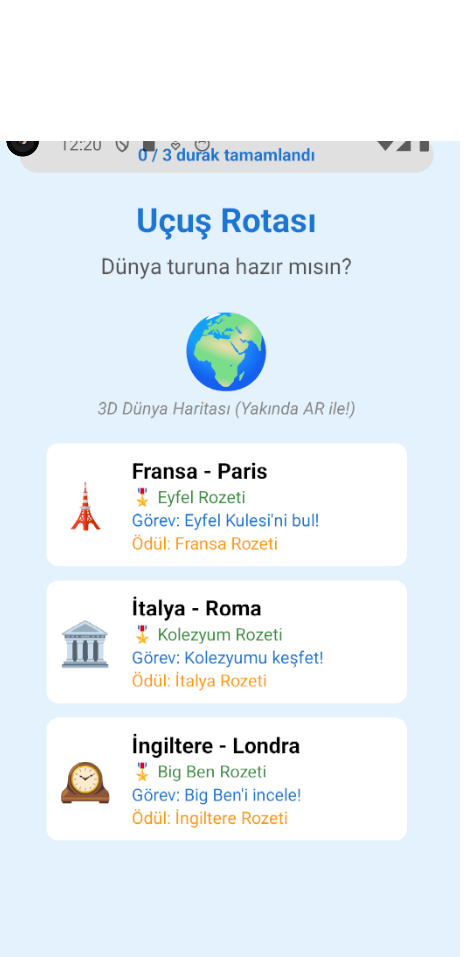 12:20
0 / 3 durak tamamlandı
Uçuş Rotası
Dünya turuna hazır mısın?
3D Dünya Haritası (Yakında AR ile!)
Fransa - Paris
Eyfel Rozeti
Görev: Eyfel Kulesi'ni bul!
Ödül: Fransa Rozeti
İtalya - Roma
Kolezyum Rozeti
Görev: Kolezyumu keşfet!
Ödül: İtalya Rozeti
İngiltere - Londra
Big Ben Rozeti
Görev: Big Ben'i incele!
Ödül: İngiltere Rozeti